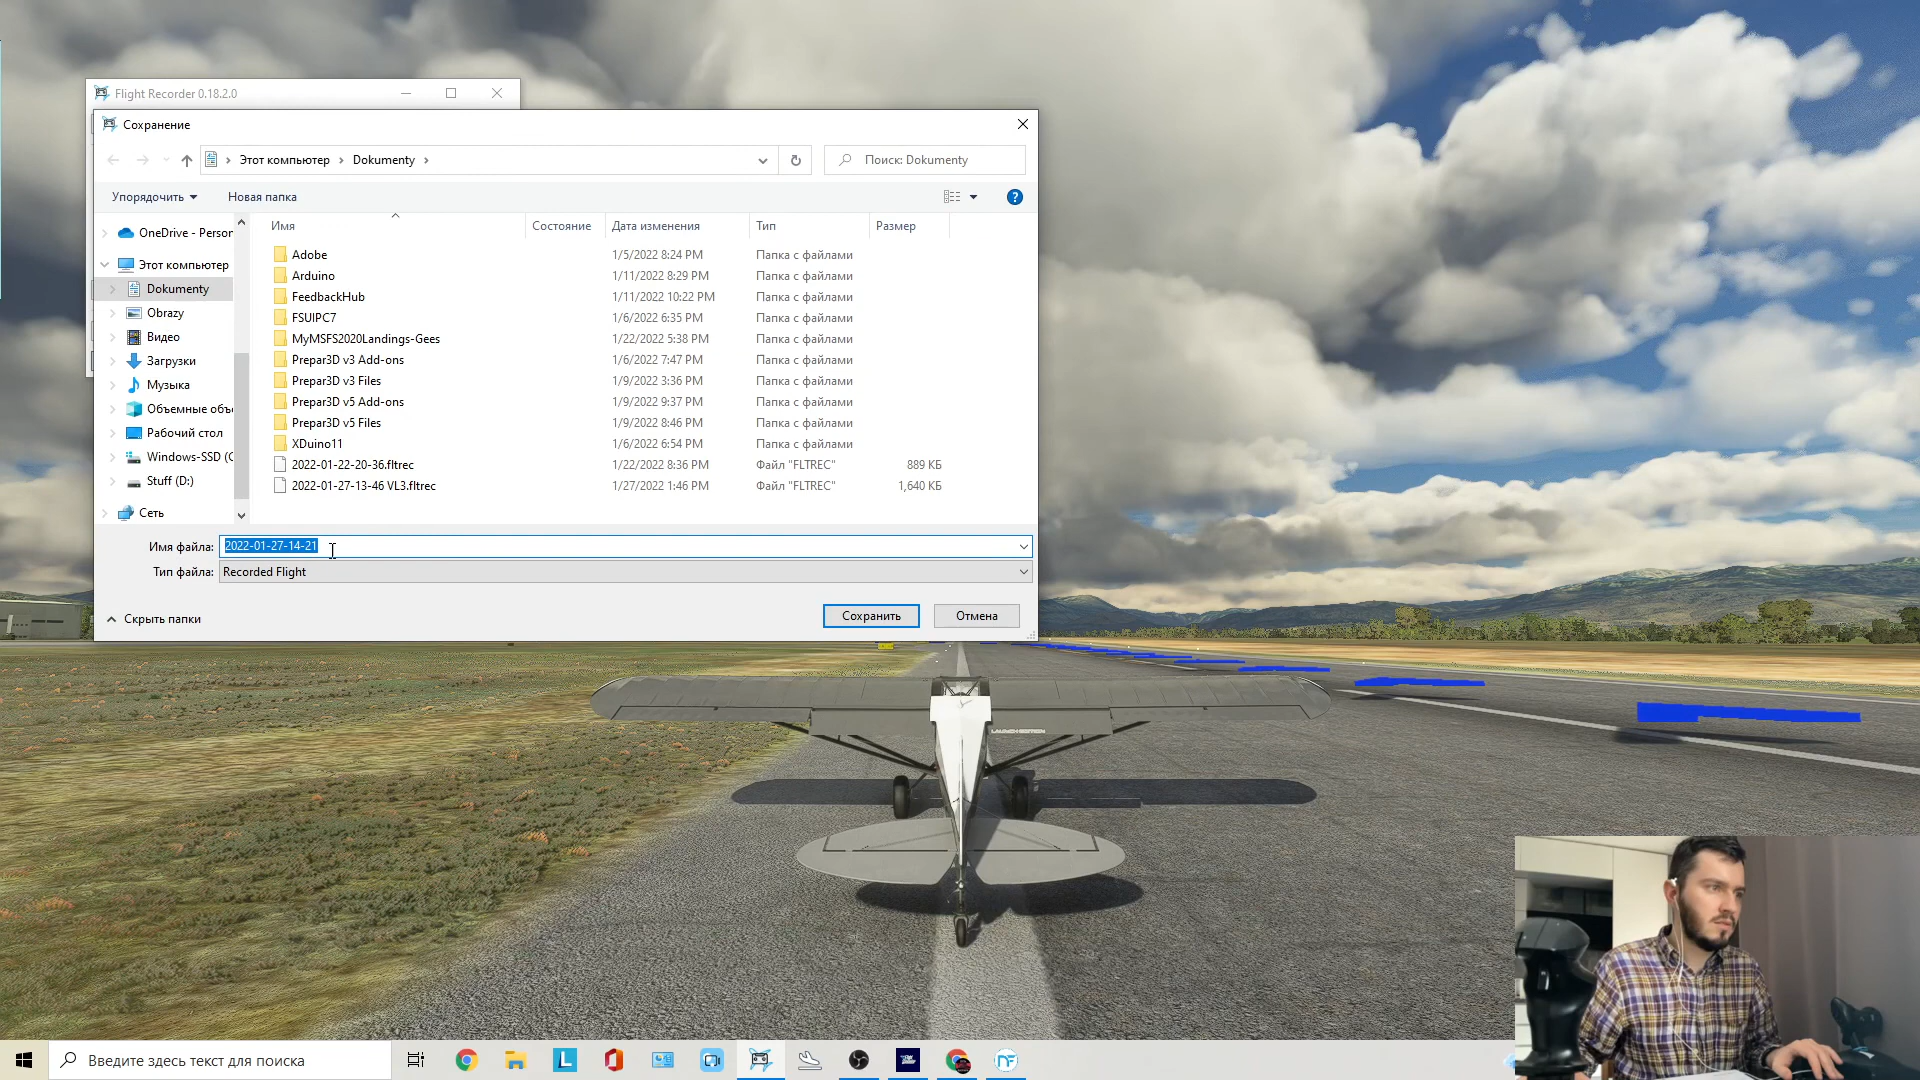 Flight Recorder 0.18.2.0
Сохранение
Этот компьютер
Dokumenty
Поиск: Dokumenty
Упорядочить
Новая папка
Имя
Состояние
Дата изменения
Тип
Размер
OneDrive - Person
Этот компьютер
Dokumenty
Obrazy
Видео
Загрузки
Музыка
Объемные объ
Рабочий стол
Windows-SSD (C
Stuff (D:)
Сеть
Adobe 1/5/2022 8:24 PM Папка с файлами
Arduino 1/11/2022 8:29 PM Папка с файлами
FeedbackHub 1/11/2022 10:22 PM Папка с файлами
FSUIPC7 1/6/2022 6:35 PM Папка с файлами
MyMSFS2020Landings-Gees 1/22/2022 5:38 PM Папка с файлами
Prepar3D v3 Add-ons 1/6/2022 7:47 PM Папка с файлами
Prepar3D v3 Files 1/9/2022 3:36 PM Папка с файлами
Prepar3D v5 Add-ons 1/9/2022 9:37 PM Папка с файлами
Prepar3D v5 Files 1/9/2022 8:46 PM Папка с файлами
XDuino11 1/6/2022 6:54 PM Папка с файлами
2022-01-22-20-36.fltrec 1/22/2022 8:36 PM Файл "FLTREC" 889 КБ
2022-01-27-13-46 VL3.fltrec 1/27/2022 1:46 PM Файл "FLTREC" 1,640 КБ
Имя файла: 2022-01-27-14-21
Тип файла: Recorded Flight
Скрыть папки
Сохранить
Отмена
LAUNCH EDITION
Введите здесь текст для поиска